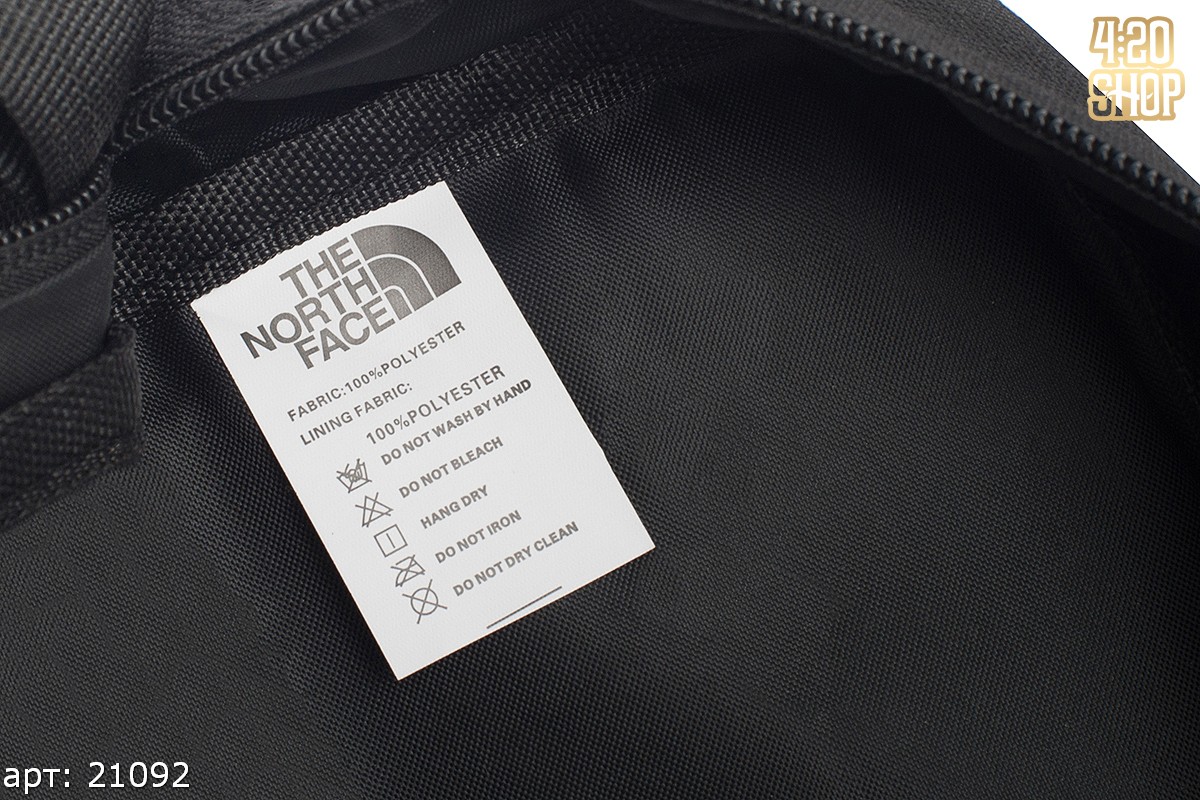 4:20
SHOP
THE
NORTH
FACE
FABRIC:100%POLYESTER
LINING FABRIC:
100%POLYESTER
DO NOT WASH BY HAND
DO NOT BLEACH
HANG DRY
DO NOT IRON
DO NOT DRY CLEAN
арт: 21092